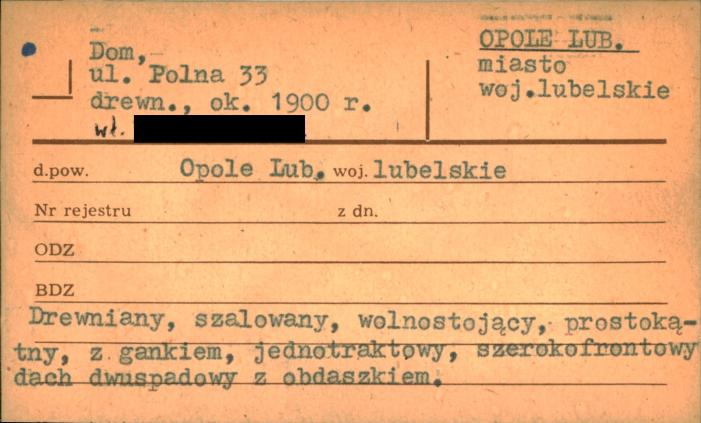 Dom,
ul. Polna 33
drewn., ok. 1900 r.
wł.
OPOLE LUB.
miasto
woj.lubelskie
d.pow. Opole Lub. woj. lubelskie
Nr rejestru z dn.
ODZ
BDZ
Drewniany, szalowany, wolnostojący, prostoką-
tny, z gankiem, jednotraktowy, szerokofrontowy
dach dwuspadowy z obdaszkiem.